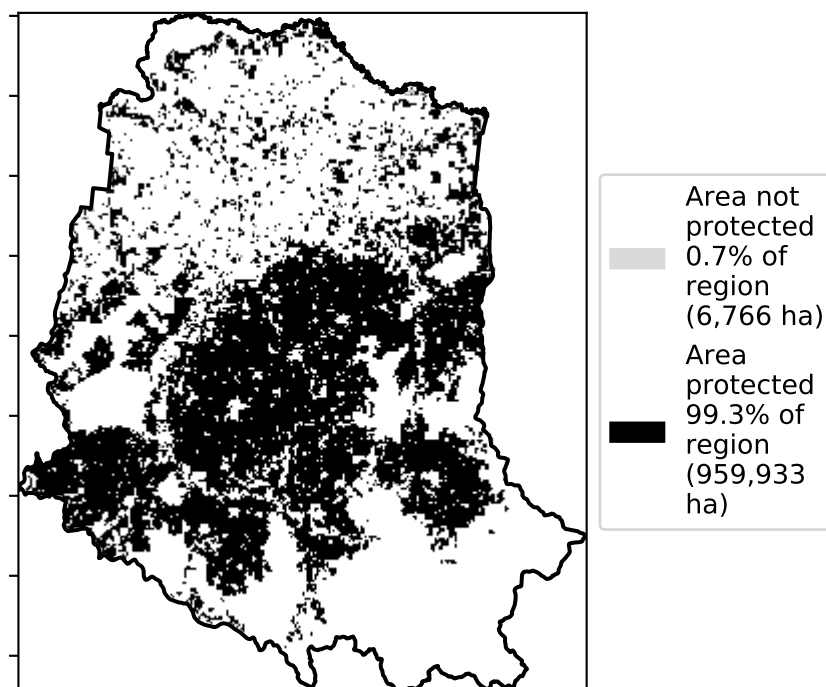 Area not
protected
0.7% of
region
(6,766 ha)
Area
protected
99.3% of
region
(959,933
ha)